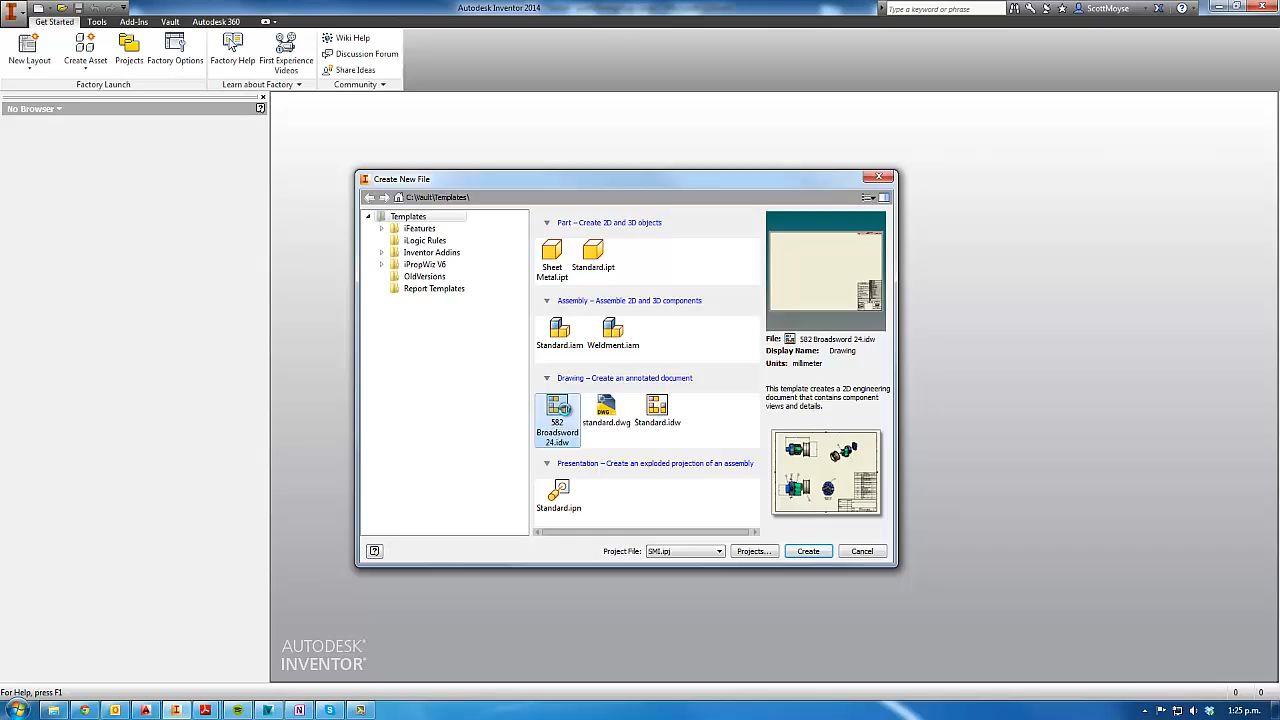 Autodesk Inventor 2014
Type a keyword or phrase
ScottMoyse
Get Started Tools Add-Ins Vault Autodesk 360
New Layout
Create Asset
Projects
Factory Options
Factory Help
First Experience
Videos
Wiki Help
Discussion Forum
Share Ideas
Factory Launch
Learn about Factory
Community
No Browser
Create New File
C:\Vault\Templates\
Templates
iFeatures
iLogic Rules
Inventor Addins
iPropWiz V6
OldVersions
Report Templates
Part – Create 2D and 3D objects
Sheet
Metal.ipt
Standard.ipt
Assembly – Assemble 2D and 3D components
Standard.iam
Weldment.iam
Drawing – Create an annotated document
S82
Broadsword
24.idw
standard.dwg
Standard.idw
Presentation – Create an exploded projection of an assembly
Standard.ipn
File: S82 Broadsword 24.idw
Display Name: Drawing
Units: millimeter
This template creates a 2D engineering
document that contains component
views and details.
Project File: SMI.ipj
Projects...
Create
Cancel
AUTODESK®
INVENTOR®
For Help, press F1
0 0
1:25 p.m.